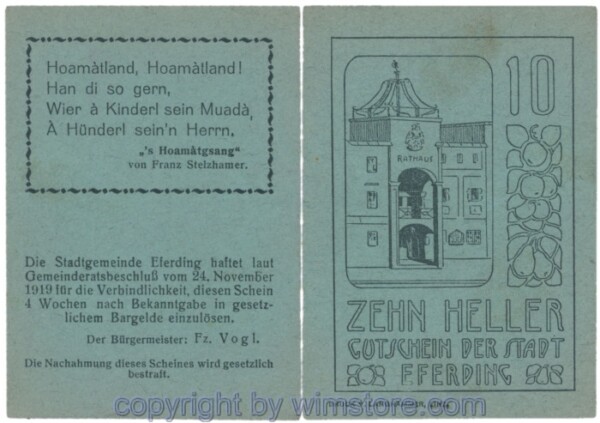 Hoamàtland, Hoamàtland!
Han di so gern,
Wier à Kinderl sein Muadà,
À Hünderl sein'n Herrn.
„'s Hoamàtgsang"
von Franz Stelzhamer.
Die Stadtgemeinde Eferding haftet laut
Gemeinderatsbeschluß vom 24. November
1919 für die Verbindlichkeit, diesen Schein
4 Wochen nach Bekanntgabe in gesetz-
lichem Bargelde einzulösen.
Der Bürgermeister: Fz. Vogl.
Die Nachahmung dieses Scheines wird gesetzlich
bestraft.
10
RATHAUS
ZEHN HELLER
GUTSCHEIN DER STADT
EFERDING
copyright by winstore.com